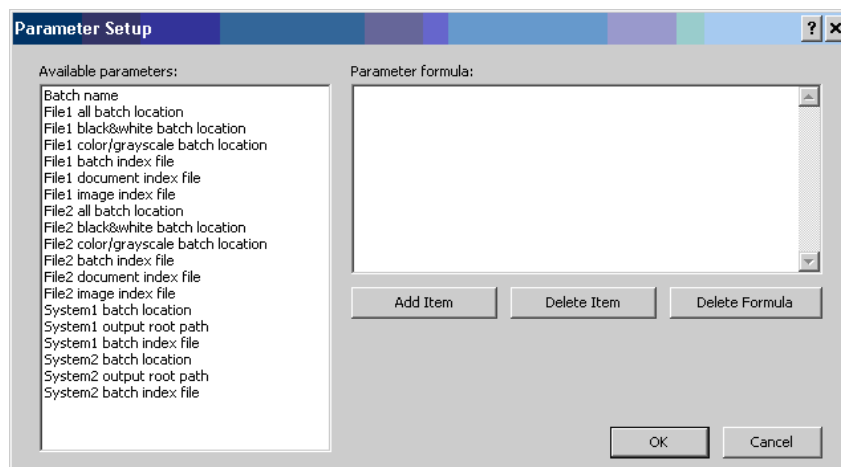 Parameter Setup
Available parameters:
Batch name
File1 all batch location
File1 black&white batch location
File1 color/grayscale batch location
File1 batch index file
File1 document index file
File1 image index file
File2 all batch location
File2 black&white batch location
File2 color/grayscale batch location
File2 batch index file
File2 document index file
File2 image index file
System1 batch location
System1 output root path
System1 batch index file
System2 batch location
System2 output root path
System2 batch index file
Parameter formula:
Add Item
Delete Item
Delete Formula
OK
Cancel